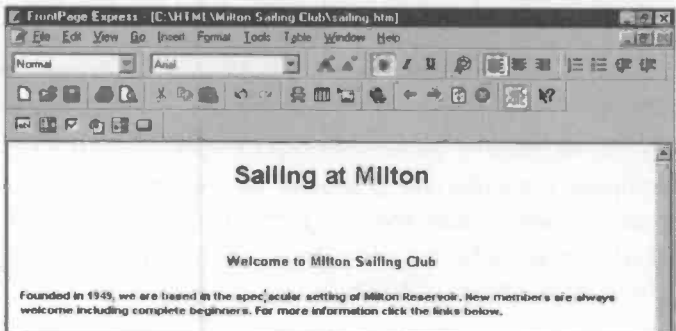 FrontPage Express - [C:\HTML\Milton Sailing Club\sailing.htm]
File Edit View Go Insert Format Tools Table Window Help
Normal Arial
Sailing at Milton
Welcome to Milton Sailing Club
Founded in 1949, we are based in the spectacular setting of Milton Reservoir. New members are always
welcome including complete beginners. For more information click the links below.